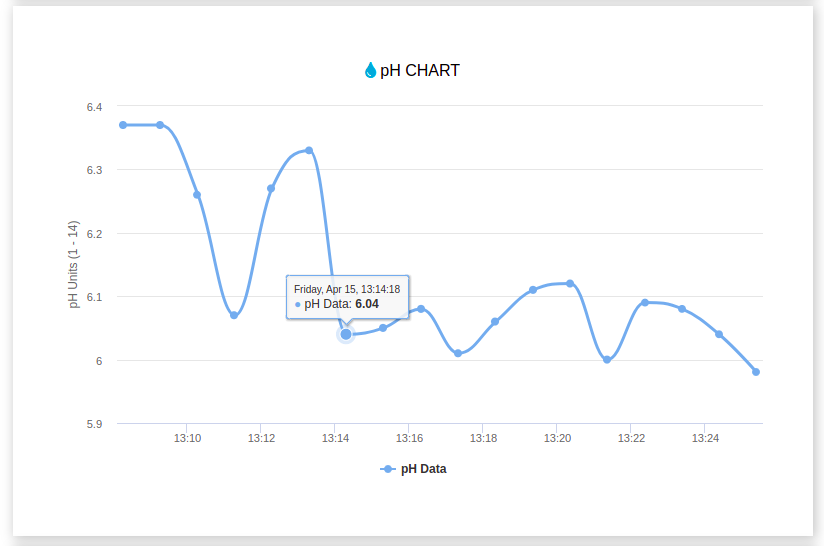 pH CHART
6.4
6.3
6.2
6.1
6
5.9
pH Units (1 - 14)
Friday, Apr 15, 13:14:18
pH Data: 6.04
13:10 13:12 13:14 13:16 13:18 13:20 13:22 13:24
pH Data